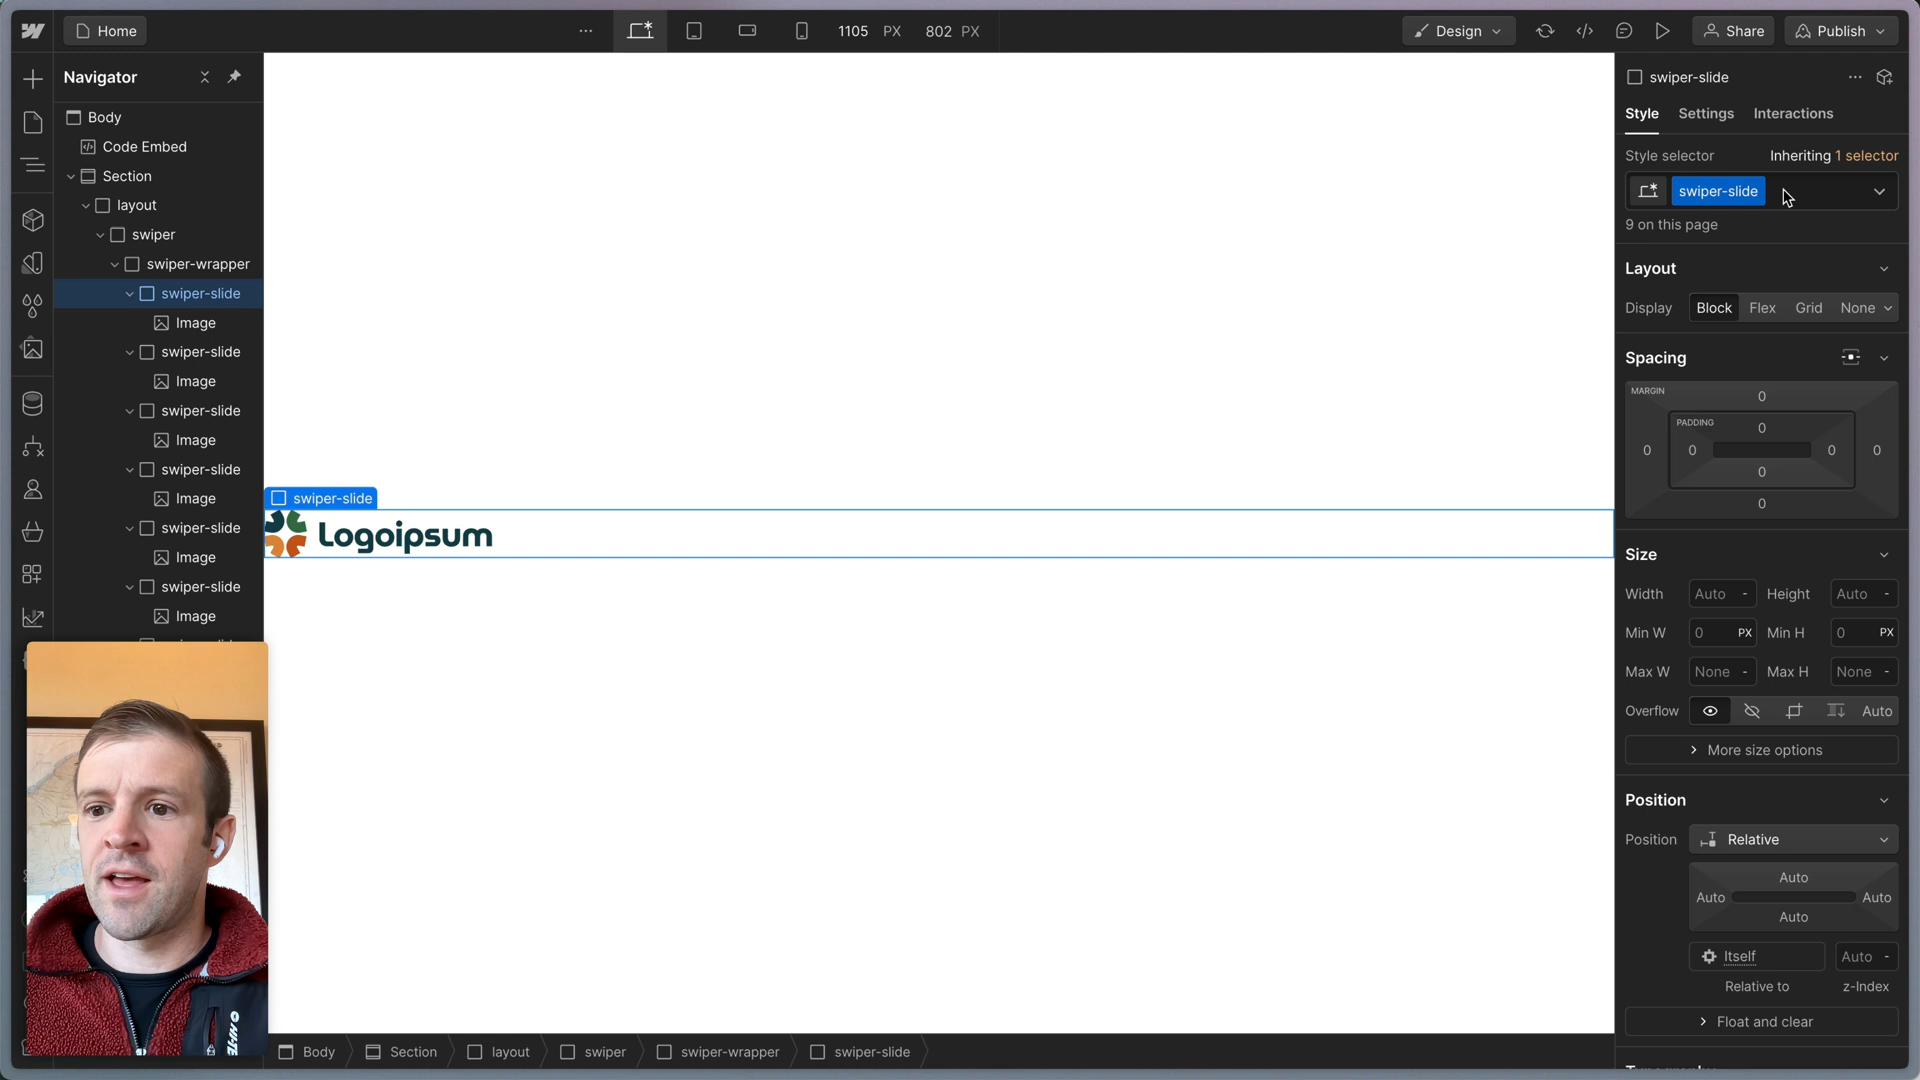 Home
1105 PX 802 PX
Design
Share
Publish
Navigator
Body
Code Embed
Section
layout
swiper
swiper-wrapper
swiper-slide
Image
swiper-slide
Image
swiper-slide
Image
swiper-slide
Image
swiper-slide
Image
swiper-slide
Image
swiper-slide
Logoipsum
Body
Section
layout
swiper
swiper-wrapper
swiper-slide
swiper-slide
Style Settings Interactions
Style selector Inheriting 1 selector
swiper-slide
9 on this page
Layout
Display Block Flex Grid None
Spacing
MARGIN
0
PADDING
0
0 0 0 0
0
0
Size
Width Auto - Height Auto -
Min W 0 PX Min H 0 PX
Max W None - Max H None -
Overflow Auto
More size options
Position
Position Relative
Auto
Auto Auto
Auto
Itself Auto -
Relative to z-Index
Float and clear